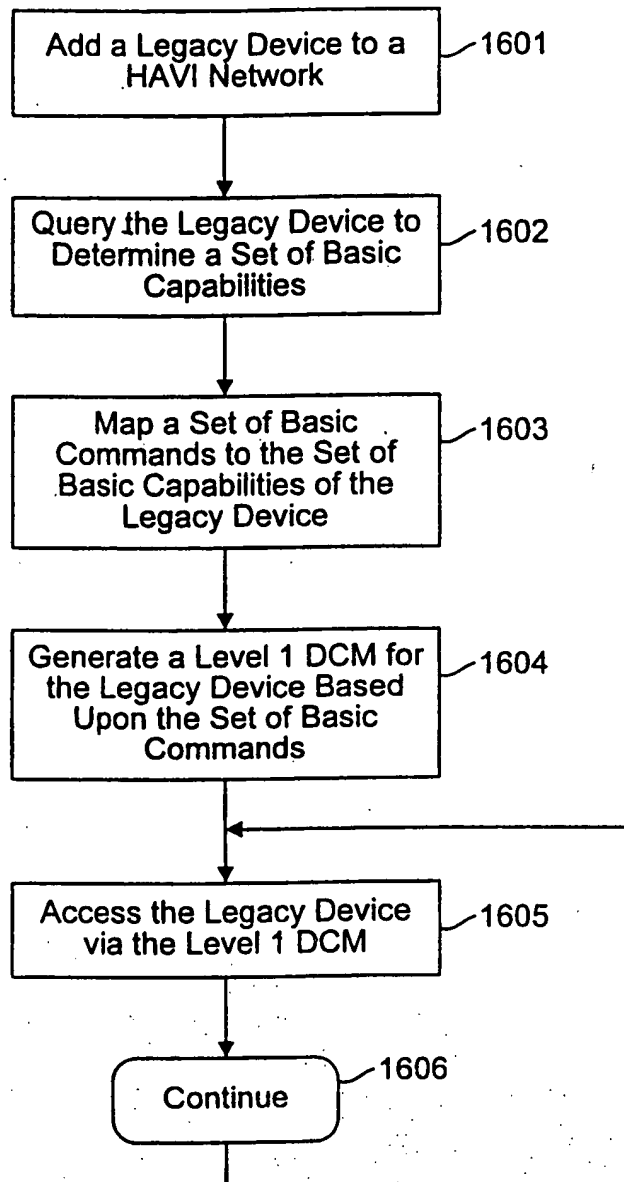 Add a Legacy Device to a
HAVI Network
1601
Query the Legacy Device to
Determine a Set of Basic
Capabilities
1602
Map a Set of Basic
Commands to the Set of
Basic Capabilities of the
Legacy Device
1603
Generate a Level 1 DCM for
the Legacy Device Based
Upon the Set of Basic
Commands
1604
Access the Legacy Device
via the Level 1 DCM
1605
Continue
1606